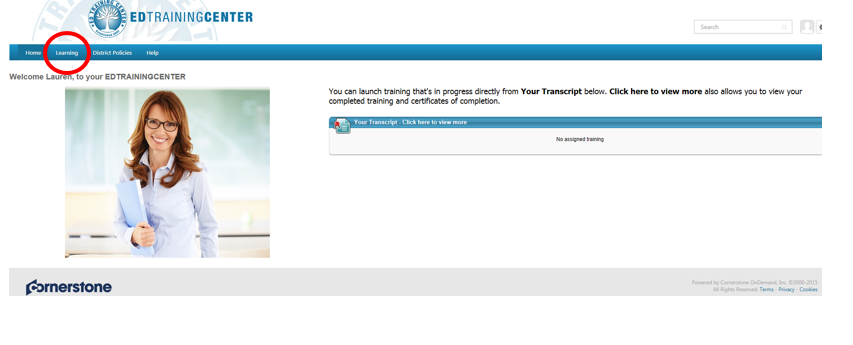 EDTRAININGCENTER
Search
Home Learning District Policies Help
Welcome Lauren, to your EDTRAININGCENTER
You can launch training that's in progress directly from Your Transcript below. Click here to view more also allows you to view your
completed training and certificates of completion.
Your Transcript - Click here to view more
No assigned training
Cornerstone
Powered by Cornerstone OnDemand, Inc. ©2000-2015
All Rights Reserved. Terms - Privacy - Cookies